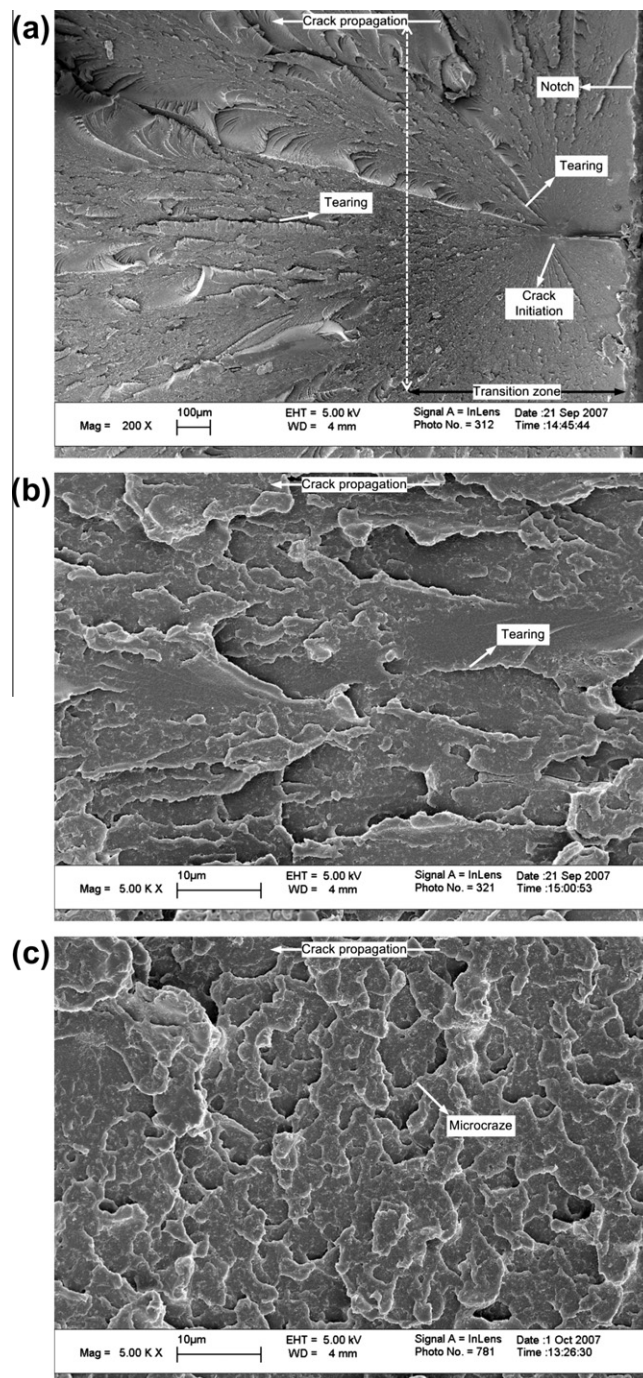 (a)
Crack propagation
Notch
Tearing
Tearing
Crack
Initiation
Transition zone
Mag = 200 X
100µm
EHT = 5.00 kV
WD = 4 mm
Signal A = InLens
Photo No. = 312
Date :21 Sep 2007
Time :14:45:44
(b)
Crack propagation
Tearing
Mag = 5.00 K X
10µm
EHT = 5.00 kV
WD = 4 mm
Signal A = InLens
Photo No. = 321
Date :21 Sep 2007
Time :15:00:53
(c)
Crack propagation
Microcraze
Mag = 5.00 K X
10µm
EHT = 5.00 kV
WD = 4 mm
Signal A = InLens
Photo No. = 781
Date :1 Oct 2007
Time :13:26:30